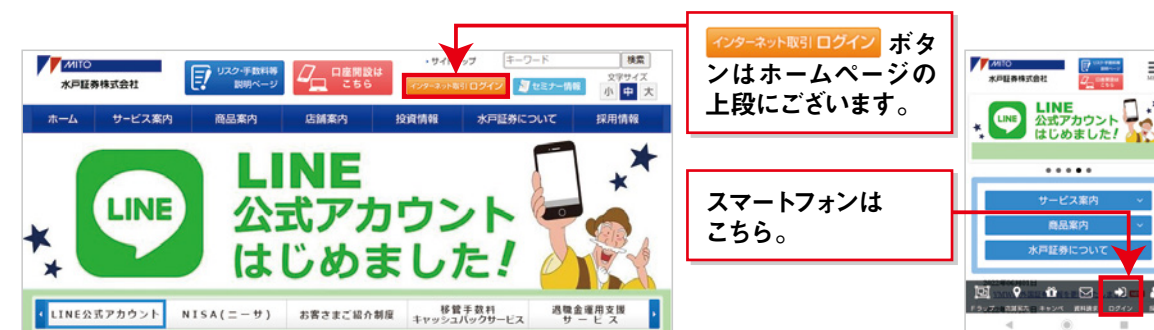 MITO
水戸証券株式会社
リスク・手数料等
説明ページ
口座開設は
こちら
キーワード
検索
インターネット取引 ログイン
セミナー情報
文字サイズ
小 中 大
ホーム サービス案内 商品案内 店舗案内 投資情報 水戸証券について 採用情報
LINE
LINE
公式アカウント
はじめました!
LINE公式アカウント
NISA(ニーサ)
お客さまご紹介制度
移管手数料
キャッシュバックサービス
退職金運用支援
サービス
インターネット取引 ログイン ボタ
ンはホームページの
上段にございます。
スマートフォンは
こちら。
MITO
水戸証券株式会社
LINE
LINE
公式アカウント
はじめました!
サービス案内
商品案内
水戸証券について
店舗案内
資料請求
ログイン